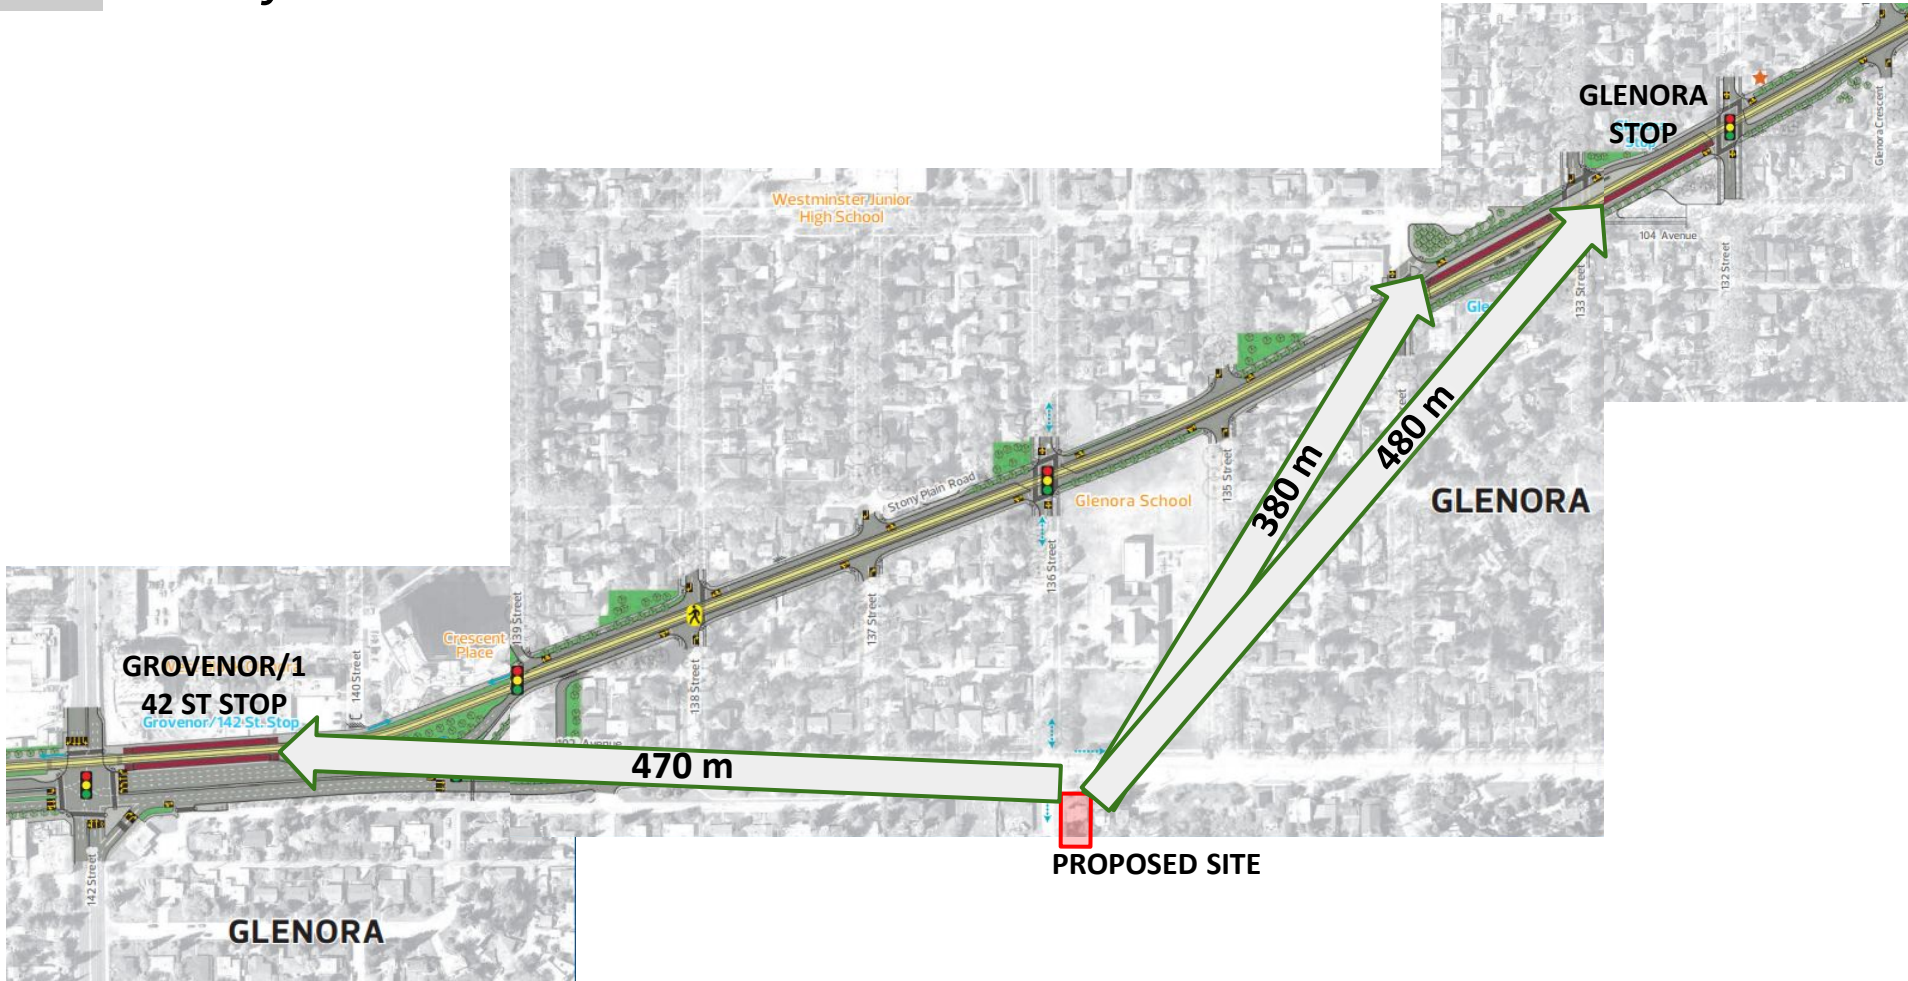 GLENORA
STOP
Glenora Crescent
Westminster Junior
High School
104 Avenue
132 Street
133 Street
GLENORA
380 m
480 m
Stony Plain Road
Glenora School
135 Street
136 Street
137 Street
138 Street
139 Street
Crescent
Place
140 Street
GROVENOR/1
42 ST STOP
Grovenor/142 St. Stop
470 m
PROPOSED SITE
142 Street
GLENORA